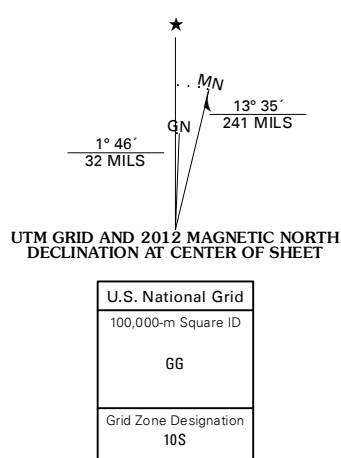 MN
GN
13° 35´
241 MILS
1° 46´
32 MILS
UTM GRID AND 2012 MAGNETIC NORTH
DECLINATION AT CENTER OF SHEET
U.S. National Grid
100,000-m Square ID
GG
Grid Zone Designation
10S